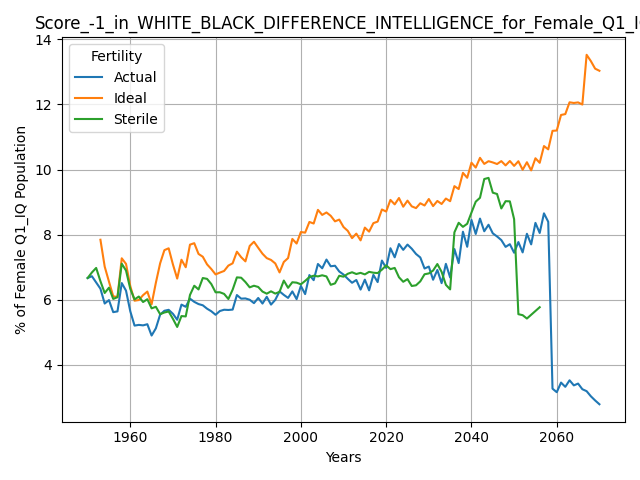 Score_-1_in_WHITE_BLACK_DIFFERENCE_INTELLIGENCE_for_Female_Q1_I
14
12
10
8
6
4
% of Female Q1_IQ Population
Fertility
Actual
Ideal
Sterile
1960
1980
2000
2020
2040
2060
Years